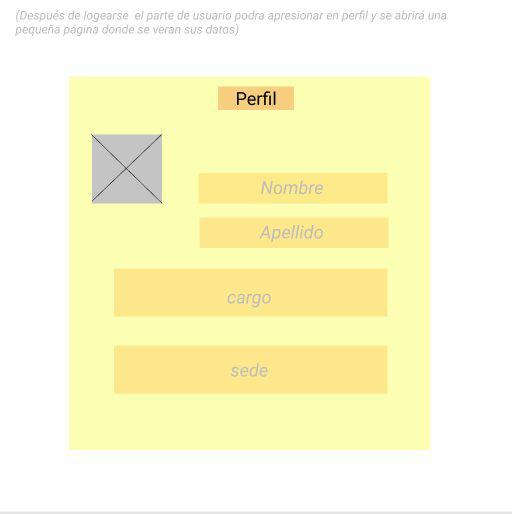 (Después de logearse el parte de usuario podra apresionar en perfil y se abrirá una
pequeña página donde se veran sus datos)
Perfil
Nombre
Apellido
cargo
sede